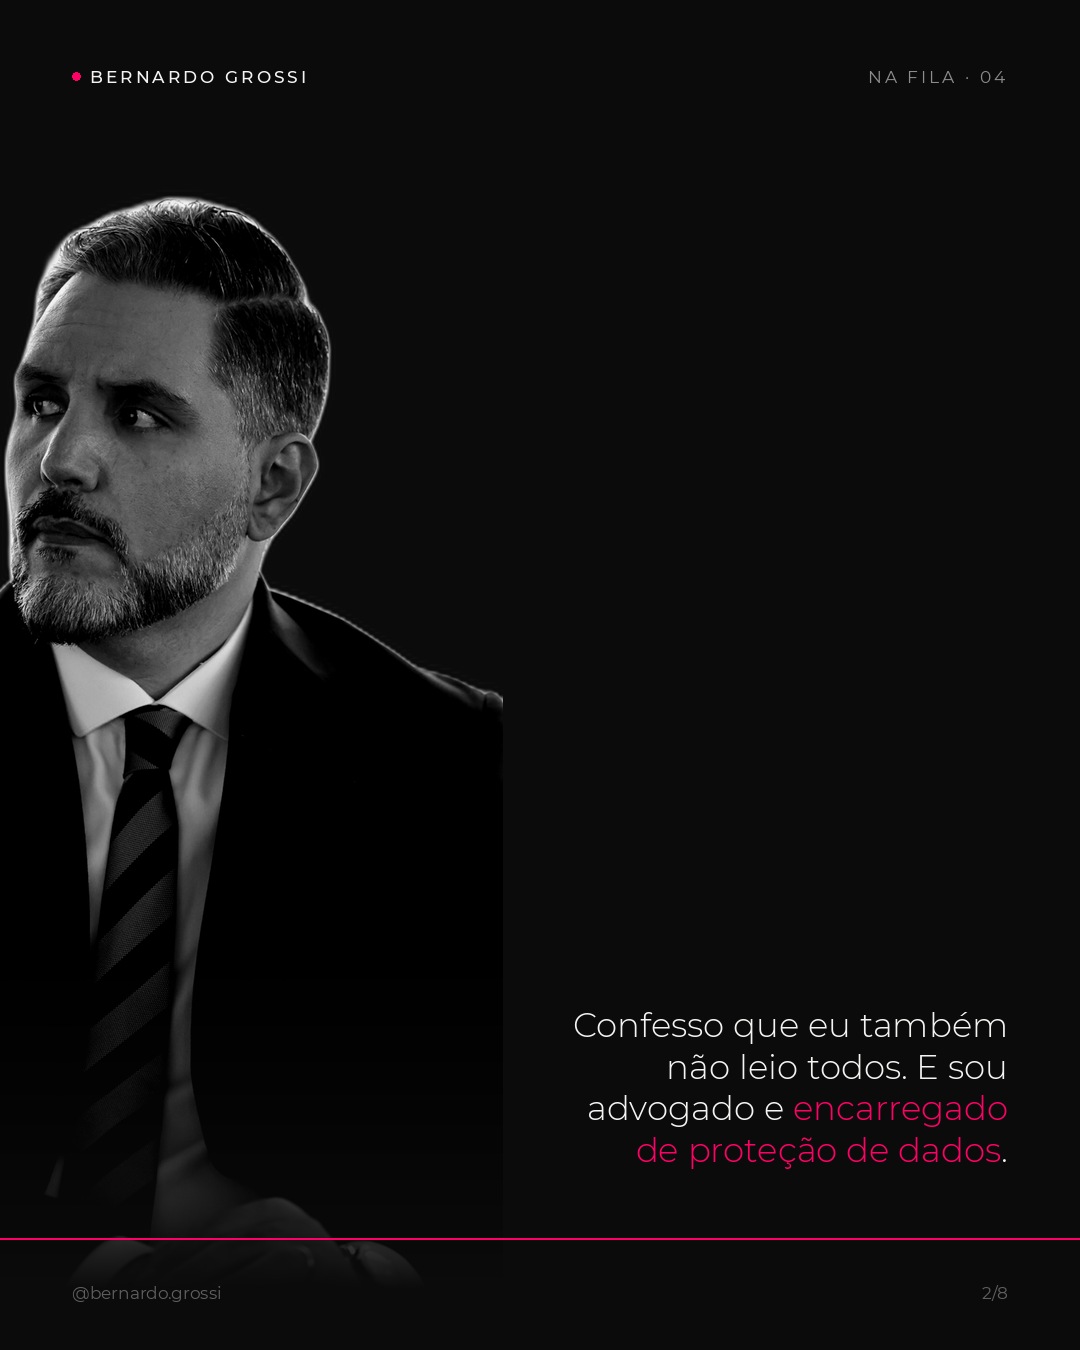 BERNARDO GROSSI
NA FILA · 04
Confesso que eu também
não leio todos. E sou
advogado e encarregado
de proteção de dados.
@bernardo.grossi
2/8